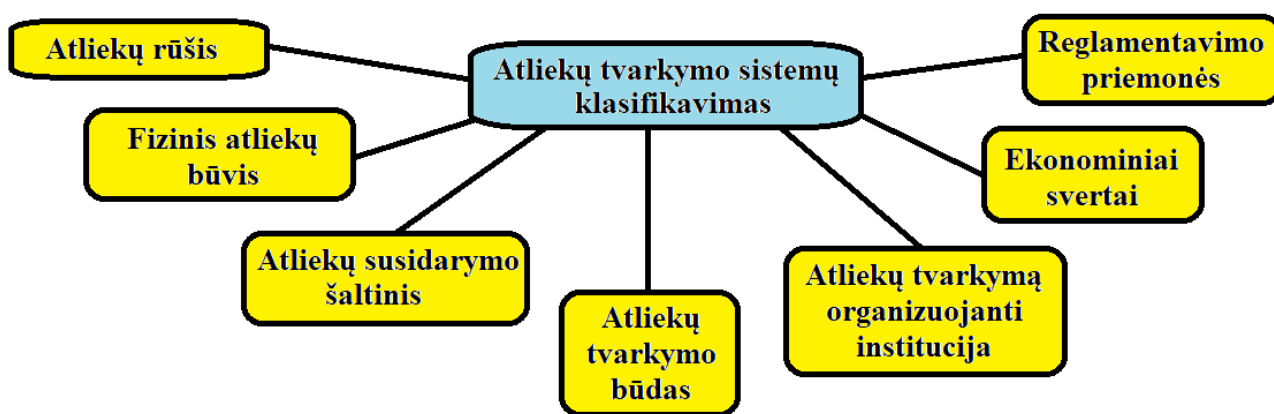 Atliekų rūšis
Atliekų tvarkymo sistemų
klasifikavimas
Reglamentavimo
priemonės
Fizinis atliekų
būvis
Ekonominiai
svertai
Atliekų susidarymo
šaltinis
Atliekų
tvarkymo
būdas
Atliekų tvarkymą
organizuojanti
institucija